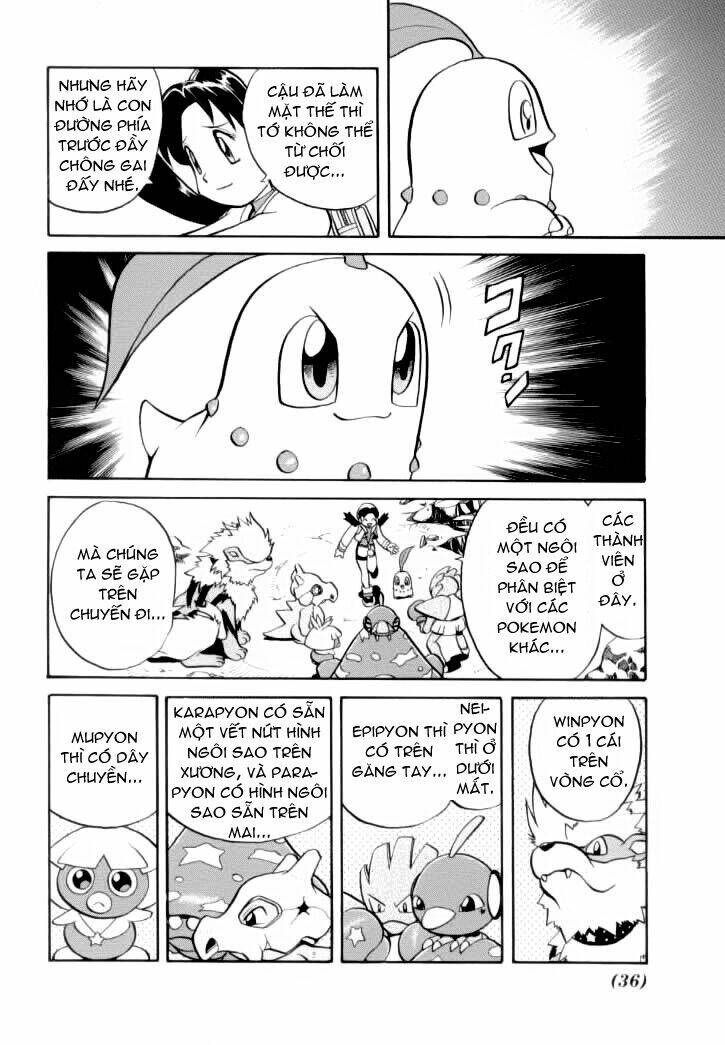 CẬU ĐÃ LÀM
MẶT THẾ THÌ
TỚ KHÔNG THỂ
TỪ CHỐI
ĐƯỢC...
NHƯNG HÃY
NHỚ LÀ CON
ĐƯỜNG PHÍA
TRƯỚC ĐẦY
CHÔNG GAI
ĐẤY NHÉ.
コク!
CÁC
THÀNH
VIÊN
Ở
ĐÂY.
ĐỀU CÓ
MỘT NGÔI
SAO ĐỂ
PHÂN BIỆT
VỚI CÁC
POKEMON
KHÁC...
MÀ CHÚNG
TA SẼ GẶP
TRÊN
CHUYẾN ĐI...
WINPYON
CÓ 1 CÁI
TRÊN
VÒNG CỔ.
NEI-
PYON
THÌ Ở
DƯỚI
MẮT.
EPIPYON THÌ
CÓ TRÊN
GĂNG TAY...
KARAPYON CÓ SẴN
MỘT VẾT NỨT HÌNH
NGÔI SAO TRÊN
XƯƠNG, VÀ PARA-
PYON CÓ HÌNH NGÔI
SAO SẴN TRÊN
MAI...
MUPYON
THÌ CÓ DÂY
CHUYỀN...
(36)